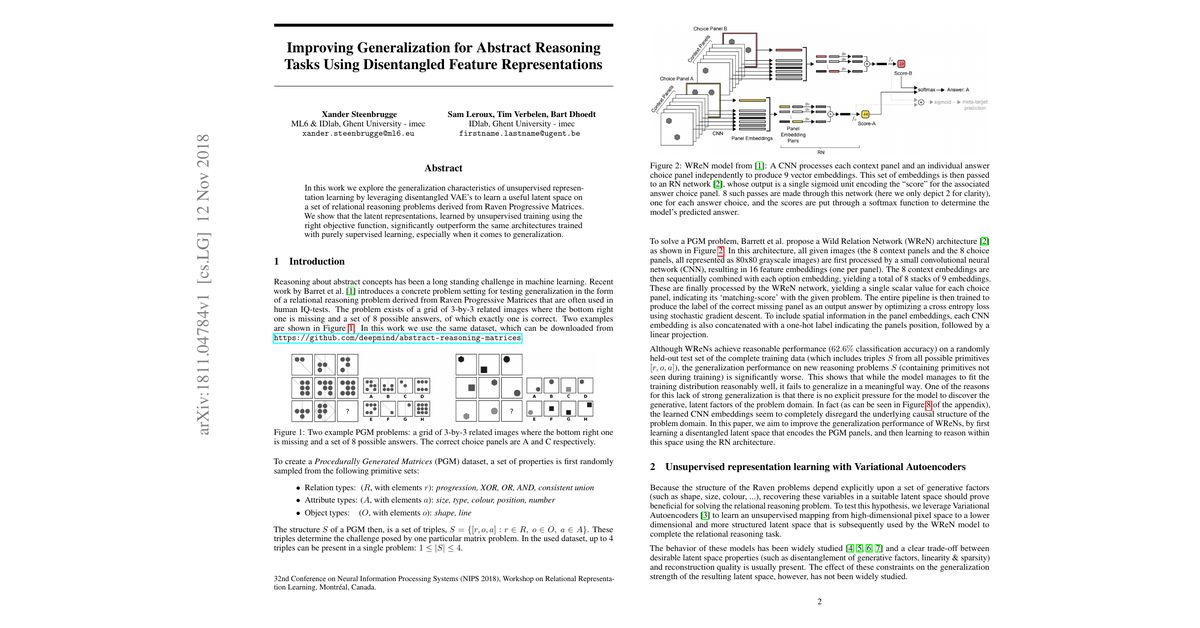 arXiv:1811.04784v1 [cs.LG] 12 Nov 2018
Improving Generalization for Abstract Reasoning
Tasks Using Disentangled Feature Representations
Xander Steenbrugge
ML6 & IDlab, Ghent University - imec
xander.steenbrugge@ml6.eu
Sam Leroux, Tim Verbelen, Bart Dhoedt
IDlab, Ghent University - imec
firstname.lastname@ugent.be
Abstract
In this work we explore the generalization characteristics of unsupervised represen-
tation learning by leveraging disentangled VAE's to learn a useful latent space on
a set of relational reasoning problems derived from Raven Progressive Matrices.
We show that the latent representations, learned by unsupervised training using the
right objective function, significantly outperform the same architectures trained
with purely supervised learning, especially when it comes to generalization.
1 Introduction
Reasoning about abstract concepts has been a long standing challenge in machine learning. Recent
work by Barret et al. [1] introduces a concrete problem setting for testing generalization in the form
of a relational reasoning problem derived from Raven Progressive Matrices that are often used in
human IQ-tests. The problem exists of a grid of 3-by-3 related images where the bottom right
one is missing and a set of 8 possible answers, of which exactly one is correct. Two examples
are shown in Figure 1. In this work we use the same dataset, which can be downloaded from
https://github.com/deepmind/abstract-reasoning-matrices
?
A B C D
E F G H
?
A B C D
E F G H
Figure 1: Two example PGM problems: a grid of 3-by-3 related images where the bottom right one
is missing and a set of 8 possible answers. The correct choice panels are A and C respectively.
To create a Procedurally Generated Matrices (PGM) dataset, a set of properties is first randomly
sampled from the following primitive sets:
• Relation types: (R, with elements r): progression, XOR, OR, AND, consistent union
• Attribute types: (A, with elements a): size, type, colour, position, number
• Object types: (O, with elements o): shape, line
The structure S of a PGM then, is a set of triples, S = {[r, o, a] : r ∈ R, o ∈ O, a ∈ A}. These
triples determine the challenge posed by one particular matrix problem. In the used dataset, up to 4
triples can be present in a single problem: 1 ≤ |S| ≤ 4.
32nd Conference on Neural Information Processing Systems (NIPS 2018), Workshop on Relational Representa-
tion Learning, Montréal, Canada.
Choice Panel B
Context Panels
Choice Panel A
Context Panels
CNN
Panel Embeddings
Panel
Embedding
Pairs
RN
Score-B
Score-A
softmax
Answer: A
sigmoid
meta-target
prediction
Figure 2: WReN model from [1]: A CNN processes each context panel and an individual answer
choice panel independently to produce 9 vector embeddings. This set of embeddings is then passed
to an RN network [2], whose output is a single sigmoid unit encoding the "score" for the associated
answer choice panel. 8 such passes are made through this network (here we only depict 2 for clarity),
one for each answer choice, and the scores are put through a softmax function to determine the
model's predicted answer.
To solve a PGM problem, Barrett et al. propose a Wild Relation Network (WReN) architecture [2]
as shown in Figure 2. In this architecture, all given images (the 8 context panels and the 8 choice
panels, all represented as 80x80 grayscale images) are first processed by a small convolutional neural
network (CNN), resulting in 16 feature embeddings (one per panel). The 8 context embeddings are
then sequentially combined with each option embedding, yielding a total of 8 stacks of 9 embeddings.
These are finally processed by the WReN network, yielding a single scalar value for each choice
panel, indicating its 'matching-score' with the given problem. The entire pipeline is then trained to
produce the label of the correct missing panel as an output answer by optimizing a cross entropy loss
using stochastic gradient descent. To include spatial information in the panel embeddings, each CNN
embedding is also concatenated with a one-hot label indicating the panels position, followed by a
linear projection.
Although WReNs achieve reasonable performance (62.6% classification accuracy) on a randomly
held-out test set of the complete training data (which includes triples S from all possible primitives
[r, o, a]), the generalization performance on new reasoning problems S (containing primitives not
seen during training) is significantly worse. This shows that while the model manages to fit the
training distribution reasonably well, it fails to generalize in a meaningful way. One of the reasons
for this lack of strong generalization is that there is no explicit pressure for the model to discover the
generative, latent factors of the problem domain. In fact (as can be seen in Figure 8 of the appendix),
the learned CNN embeddings seem to completely disregard the underlying causal structure of the
problem domain. In this paper, we aim to improve the generalization performance of WReNs, by first
learning a disentangled latent space that encodes the PGM panels, and then learning to reason within
this space using the RN architecture.
2 Unsupervised representation learning with Variational Autoencoders
Because the structure of the Raven problems depend explicitly upon a set of generative factors
(such as shape, size, colour, ...), recovering these variables in a suitable latent space should prove
beneficial for solving the relational reasoning problem. To test this hypothesis, we leverage Variational
Autoencoders [3] to learn an unsupervised mapping from high-dimensional pixel space to a lower
dimensional and more structured latent space that is subsequently used by the WReN model to
complete the relational reasoning task.
The behavior of these models has been widely studied [4, 5, 6, 7] and a clear trade-off between
desirable latent space properties (such as disentanglement of generative factors, linearity & sparsity)
and reconstruction quality is usually present. The effect of these constraints on the generalization
strength of the resulting latent space, however, has not been widely studied.
2